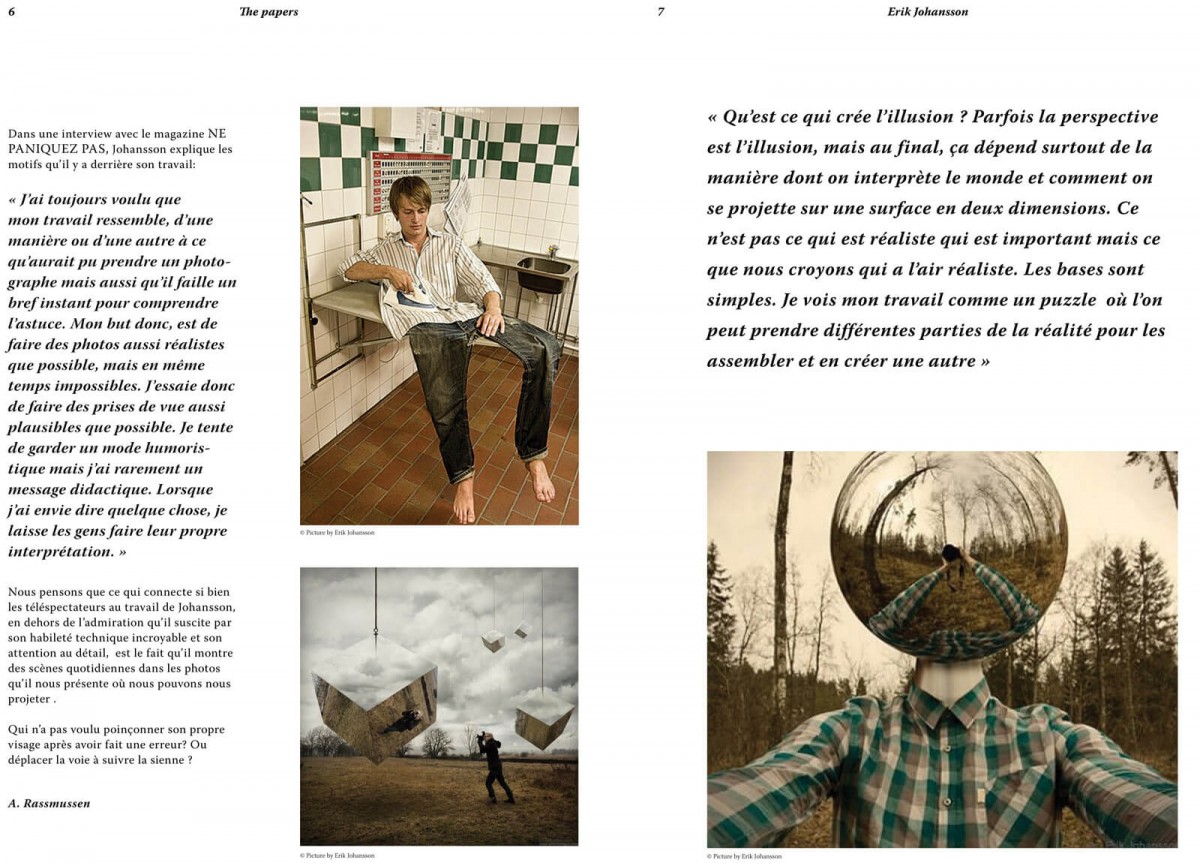 6
The papers
7
Erik Johansson
Dans une interview avec le magazine NE
PANIQUEZ PAS, Johansson explique les
motifs qu'il y a derrière son travail:
« J'ai toujours voulu que
mon travail ressemble, d'une
manière ou d'une autre à ce
qu'aurait pu prendre un photo-
graphe mais aussi qu'il faille un
bref instant pour comprendre
l'astuce. Mon but donc, est de
faire des photos aussi réalistes
que possible, mais en même
temps impossibles. J'essaie donc
de faire des prises de vue aussi
plausibles que possible. Je tente
de garder un mode humoris-
tique mais j'ai rarement un
message didactique. Lorsque
j'ai envie dire quelque chose, je
laisse les gens faire leur propre
interprétation. »
Nous pensons que ce qui connecte si bien
les téléspectateurs au travail de Johansson,
en dehors de l'admiration qu'il suscite par
son habileté technique incroyable et son
attention au détail,  est le fait qu'il montre
des scènes quotidiennes dans les photos
qu'il nous présente où nous pouvons nous
projeter .
Qui n'a pas voulu poinçonner son propre
visage après avoir fait une erreur? Ou
déplacer la voie à suivre la sienne ?
A. Rassmussen
© Picture by Erik Johansson
© Picture by Erik Johansson
« Qu'est ce qui crée l'illusion ? Parfois la perspective
est l'illusion, mais au final, ça dépend surtout de la
manière dont on interprète le monde et comment on
se projette sur une surface en deux dimensions. Ce
n'est pas ce qui est réaliste qui est important mais ce
que nous croyons qui a l'air réaliste. Les bases sont
simples. Je vois mon travail comme un puzzle  où l'on
peut prendre différentes parties de la réalité pour les
assembler et en créer une autre »
© Picture by Erik Johansson